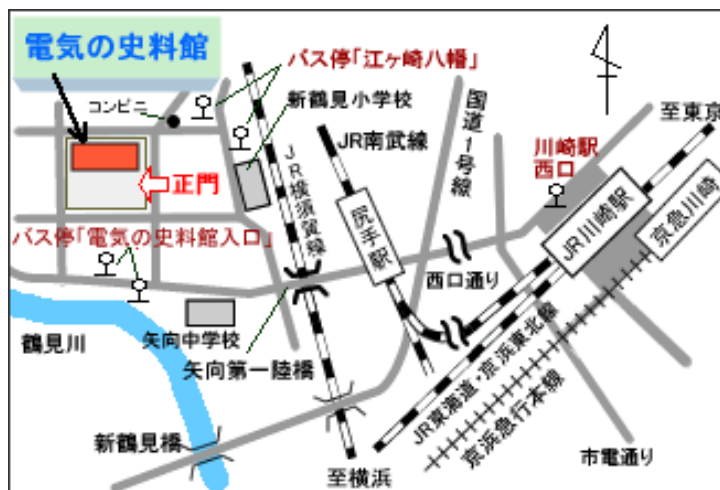 電気の史料館
バス停「江ヶ崎八幡」
コンビニ
新鶴見小学校
JR南武線
国道1号線
至東京
川崎駅
西口
正門
JR横須賀線
尻手駅
JR川崎駅
京急川崎
バス停「電気の史料館入口」
西口通り
鶴見川
矢向中学校
矢向第一陸橋
JR東海道・京浜東北線
京浜急行本線
新鶴見橋
至横浜
市電通り